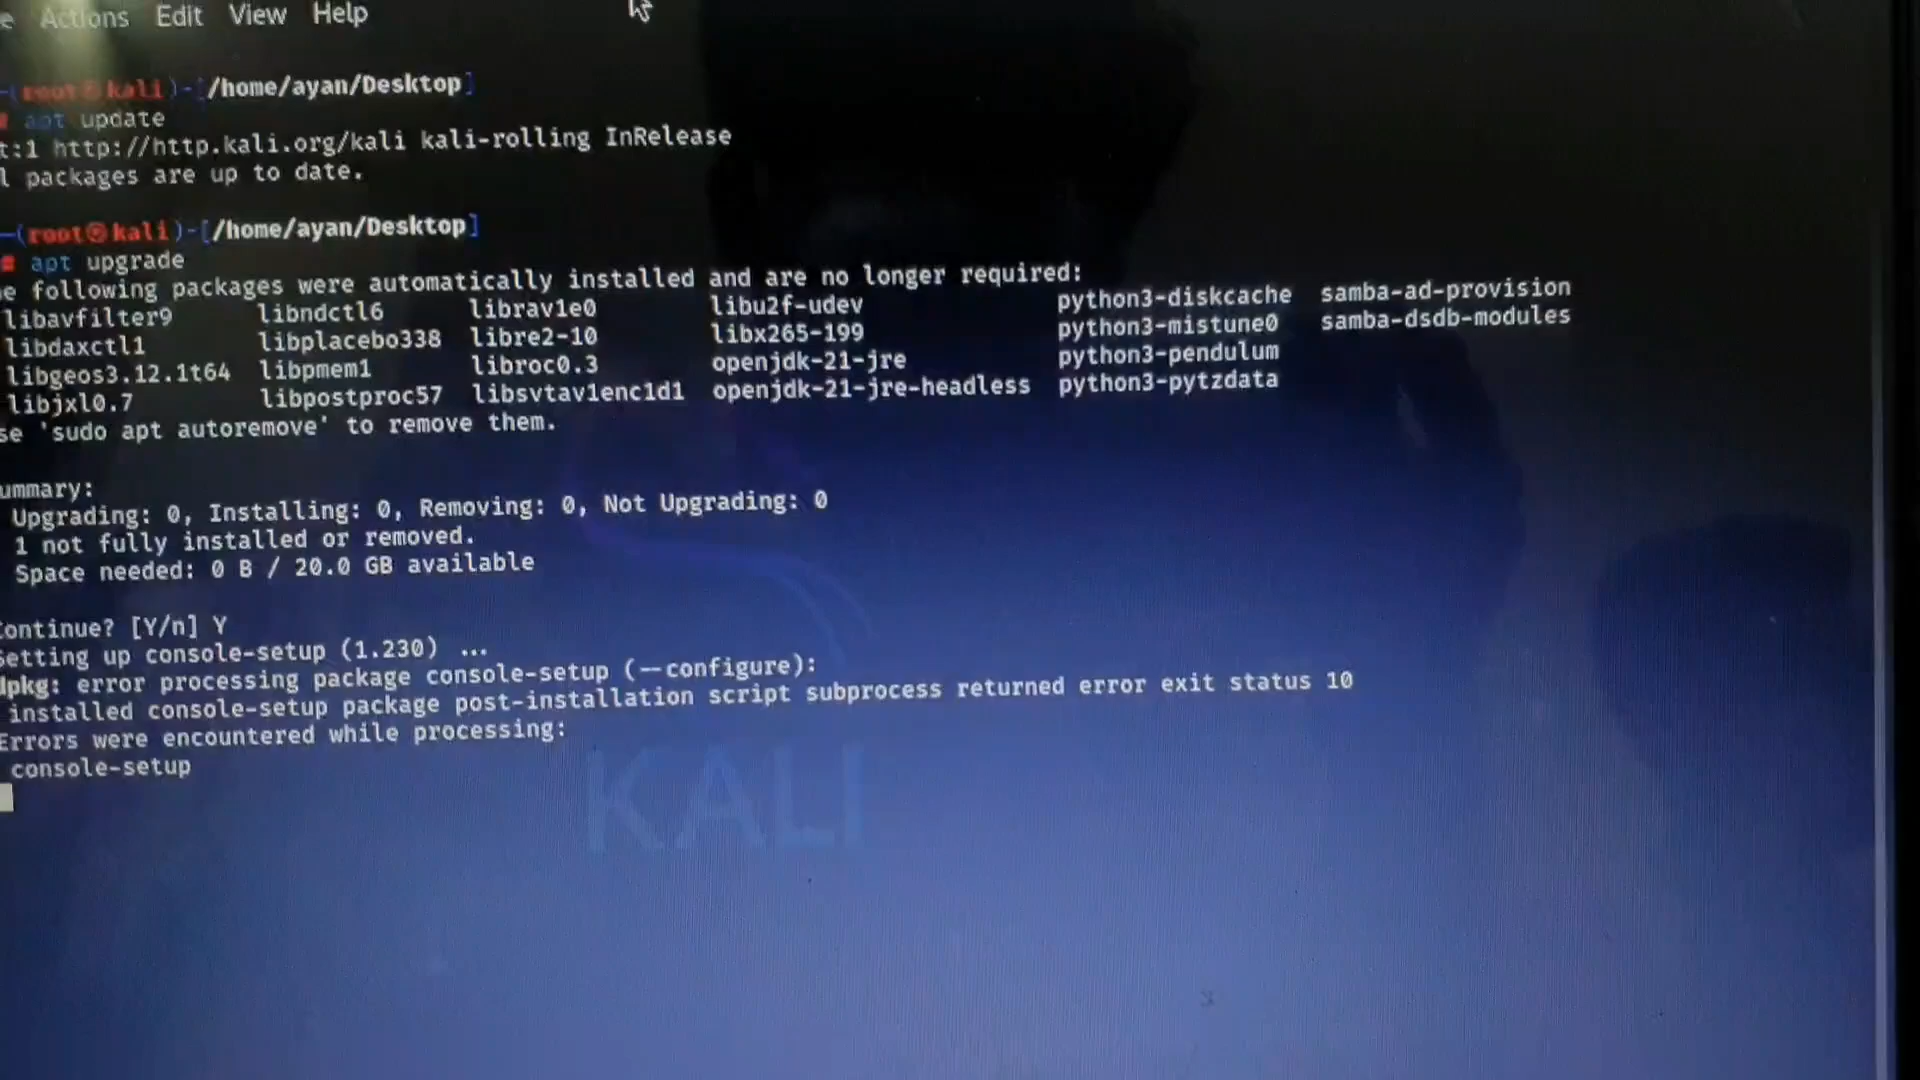 e Actions Edit View Help
(root㉿kali)-[/home/ayan/Desktop]
# apt update
t:1 http://http.kali.org/kali kali-rolling InRelease
l packages are up to date.
(root㉿kali)-[/home/ayan/Desktop]
# apt upgrade
e following packages were automatically installed and are no longer required:
libavfilter9 libndctl6 librav1e0 libu2f-udev python3-diskcache samba-ad-provision
libdaxctl1 libplacebo338 libre2-10 libx265-199 python3-mistune0 samba-dsdb-modules
libgeos3.12.1t64 libpmem1 libroc0.3 openjdk-21-jre python3-pendulum
libjxl0.7 libpostproc57 libsvtav1enc1d1 openjdk-21-jre-headless python3-pytzdata
se 'sudo apt autoremove' to remove them.
ummary:
Upgrading: 0, Installing: 0, Removing: 0, Not Upgrading: 0
1 not fully installed or removed.
Space needed: 0 B / 20.0 GB available
Continue? [Y/n] Y
Setting up console-setup (1.230) ...
dpkg: error processing package console-setup (--configure):
installed console-setup package post-installation script subprocess returned error exit status 10
Errors were encountered while processing:
console-setup
KALI